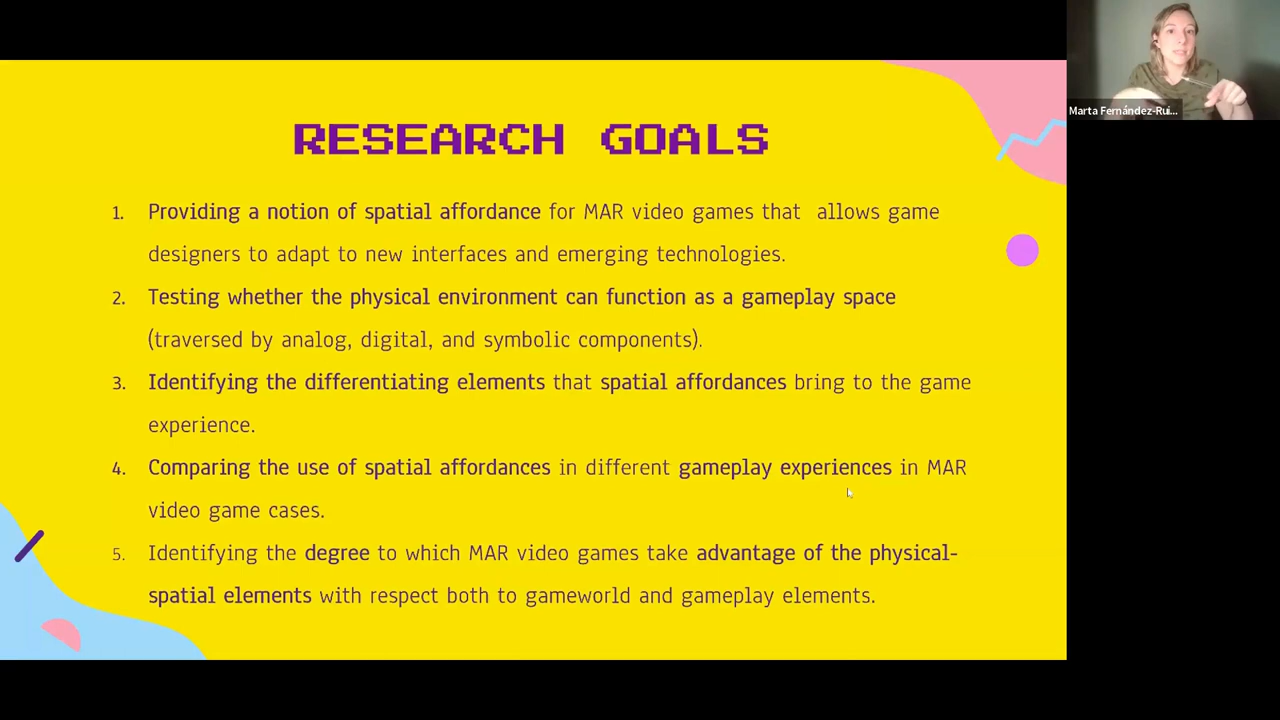 RESEARCH GOALS
1. Providing a notion of spatial affordance for MAR video games that allows game
designers to adapt to new interfaces and emerging technologies.
2. Testing whether the physical environment can function as a gameplay space
(traversed by analog, digital, and symbolic components).
3. Identifying the differentiating elements that spatial affordances bring to the game
experience.
4. Comparing the use of spatial affordances in different gameplay experiences in MAR
video game cases.
5. Identifying the degree to which MAR video games take advantage of the physical-
spatial elements with respect both to gameworld and gameplay elements.
Marta Fernández-Rui...